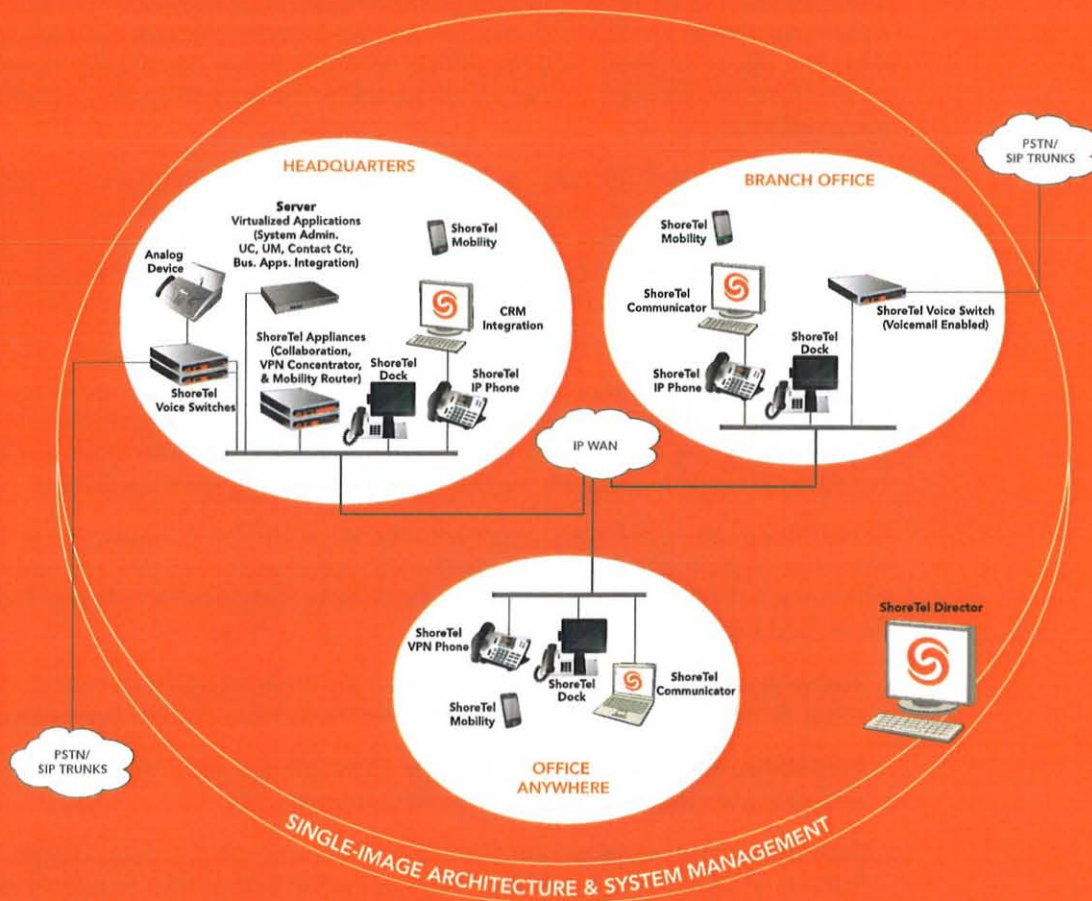 HEADQUARTERS
Server
Virtualized Applications
(System Admin.
UC, UM, Contact Ctr,
Bus. Apps. Integration)
Analog
Device
ShoreTel
Mobility
CRM
Integration
ShoreTel Appliances
(Collaboration,
VPN Concentrator,
& Mobility Router)
ShoreTel
Dock
ShoreTel
IP Phone
ShoreTel
Voice Switches
BRANCH OFFICE
ShoreTel
Mobility
ShoreTel
Communicator
ShoreTel Voice Switch
(Voicemail Enabled)
ShoreTel
Dock
ShoreTel
IP Phone
PSTN/
SIP TRUNKS
IP WAN
ShoreTel
VPN Phone
ShoreTel
Dock
ShoreTel
Communicator
ShoreTel
Mobility
OFFICE
ANYWHERE
ShoreTel Director
PSTN/
SIP TRUNKS
SINGLE-IMAGE ARCHITECTURE & SYSTEM MANAGEMENT